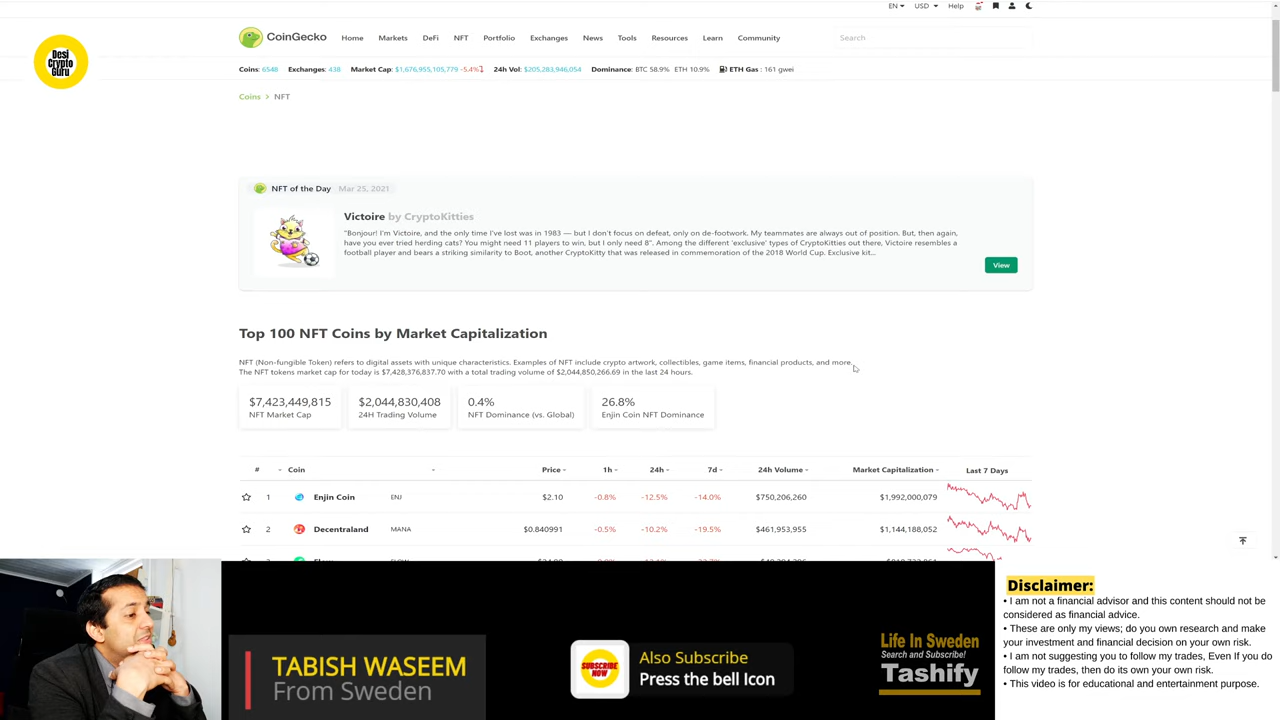 EN USD Help
Desi
Crypto
Guru
CoinGecko Home Markets DeFi NFT Portfolio Exchanges News Tools Resources Learn Community Search
Coins: 6548 Exchanges: 438 Market Cap: $1,676,955,105,779 -5.4% 24h Vol: $205,283,946,054 Dominance: BTC 58.9% ETH 10.9% ETH Gas : 161 gwei
Coins > NFT
NFT of the Day Mar 25, 2021
Victoire by CryptoKitties
"Bonjour! I'm Victoire, and the only time I've lost was in 1983 — but I don't focus on defeat, only on de-footwork. My teammates are always out of position. But, then again,
have you ever tried herding cats? You might need 11 players to win, but I only need 8". Among the different 'exclusive' types of CryptoKitties out there, Victoire resembles a
football player and bears a striking similarity to Boot, another CryptoKitty that was released in commemoration of the 2018 World Cup. Exclusive kit...
View
Top 100 NFT Coins by Market Capitalization
NFT (Non-fungible Token) refers to digital assets with unique characteristics. Examples of NFT include crypto artwork, collectibles, game items, financial products, and more.
The NFT tokens market cap for today is $7,428,376,837.70 with a total trading volume of $2,044,850,266.69 in the last 24 hours.
$7,423,449,815 $2,044,830,408 0.4% 26.8%
NFT Market Cap 24H Trading Volume NFT Dominance (vs. Global) Enjin Coin NFT Dominance
# Coin Price 1h 24h 7d 24h Volume Market Capitalization Last 7 Days
1 Enjin Coin ENJ $2.10 -0.8% -12.5% -14.0% $750,206,260 $1,992,000,079
2 Decentraland MANA $0.840991 -0.5% -10.2% -19.5% $461,953,955 $1,144,188,052
TABISH WASEEM
From Sweden
SUBSCRIBE
NOW
Also Subscribe
Press the bell Icon
Life In Sweden
Search and Subscribe!
Tashify
Disclaimer:
• I am not a financial advisor and this content should not be
considered as financial advice.
• These are only my views; do you own research and make
your investment and financial decision on your own risk.
• I am not suggesting you to follow my trades, Even If you do
follow my trades, then do its own your own risk.
• This video is for educational and entertainment purpose.